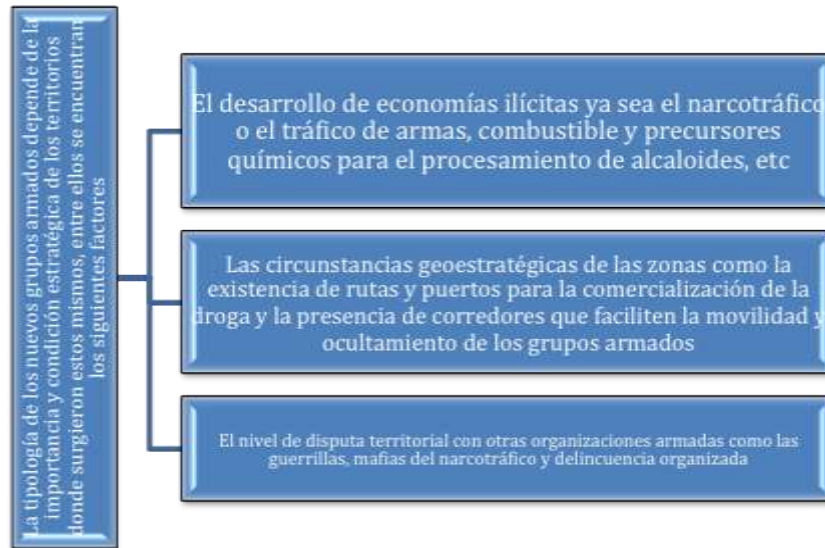 La tipología de los nuevos grupos armados depende de la
importancia y condición estratégica de los territorios
donde surgieron estos mismos, entre ellos se encuentran
los siguientes factores
El desarrollo de economías ilícitas ya sea el narcotráfico
o el tráfico de armas, combustible y precursores
químicos para el procesamiento de alcaloides, etc
Las circunstancias geoestratégicas de las zonas como la
existencia de rutas y puertos para la comercialización de la
droga y la presencia de corredores que faciliten la movilidad y
ocultamiento de los grupos armados
El nivel de disputa territorial con otras organizaciones armadas como las
guerrillas, mafias del narcotráfico y delincuencia organizada